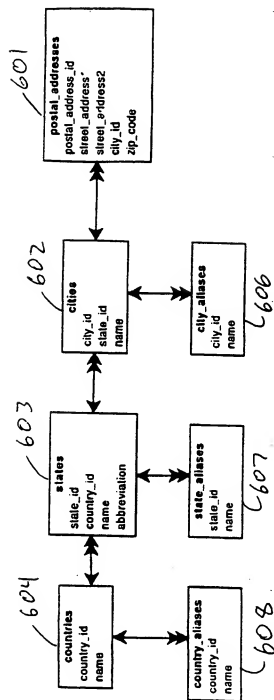 604
countries
country_id
name
603
states
state_id
country_id
name
abbreviation
602
cities
city_id
state_id
name
601
postal_addresses
postal_address_id
street_address1
street_address2
city_id
zip_code
country_aliases
country_id
name
608
state_aliases
state_id
name
607
city_aliases
city_id
name
606